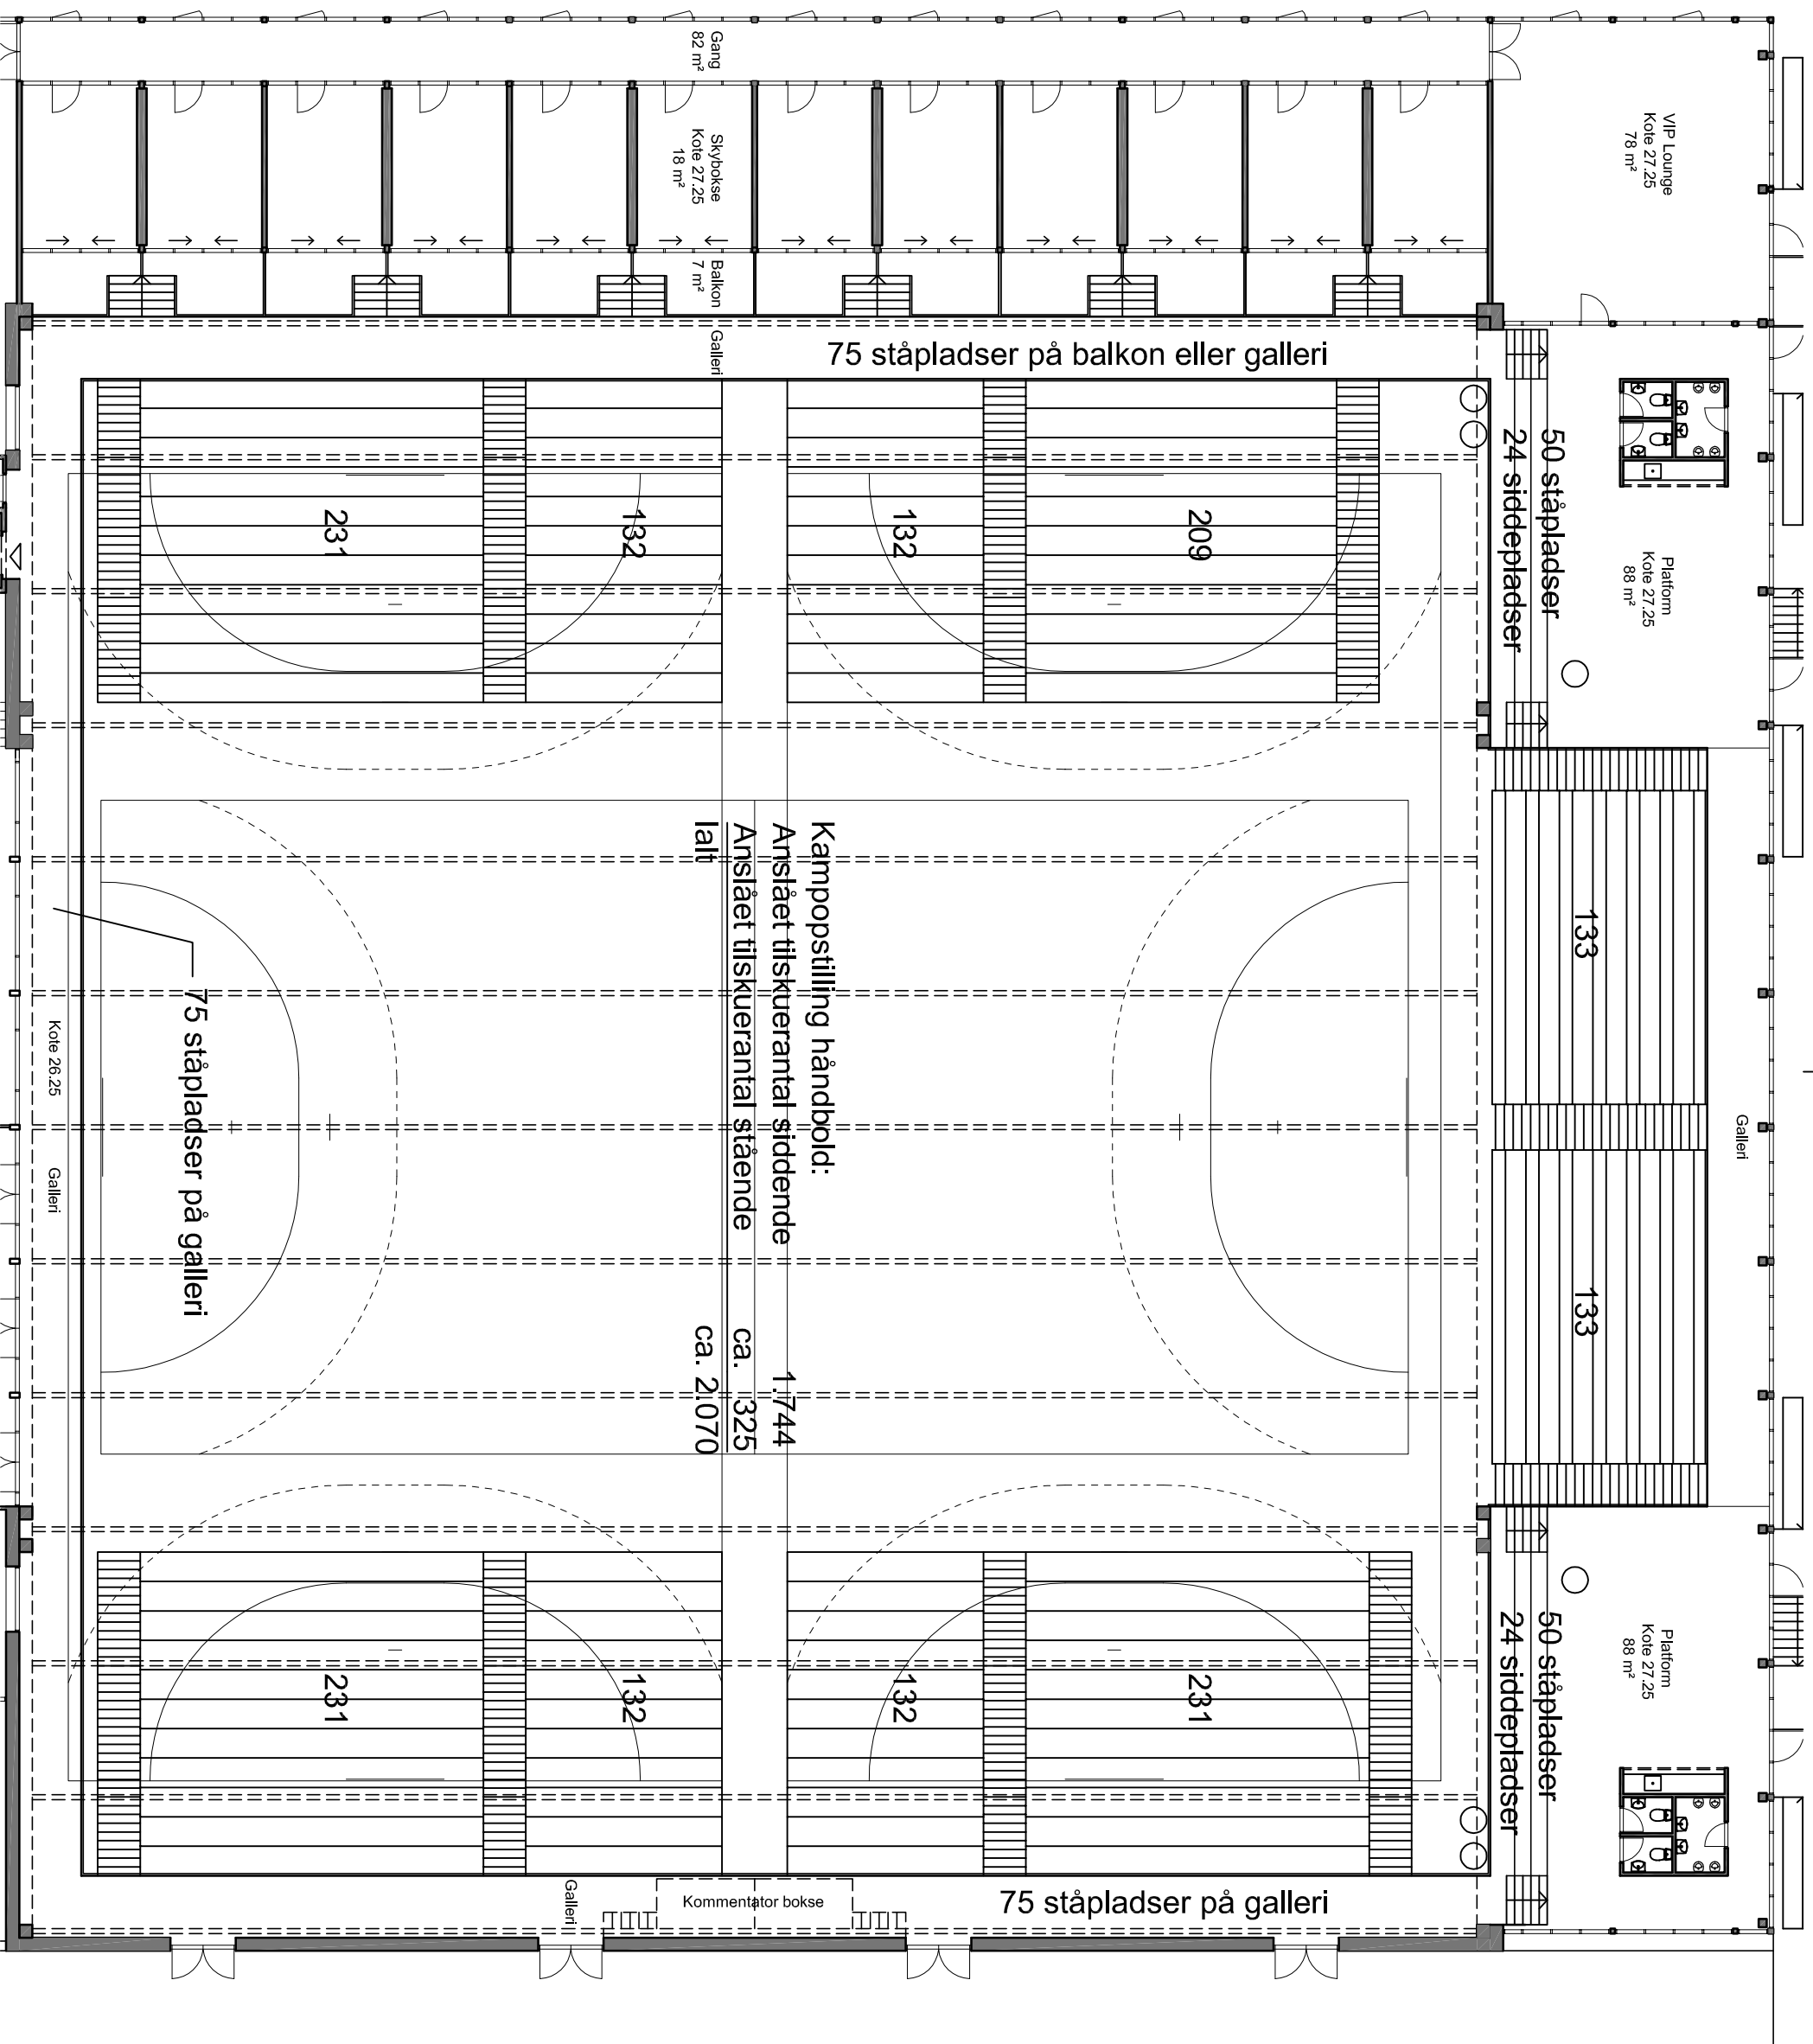 Gang
82 m²
Skybokse
Kote 27.25
18 m²
Balkon
7 m²
Galleri
VIP Lounge
Kote 27.25
78 m²
75 ståpladser på balkon eller galleri
50 ståpladser
24 siddepladser
Platform
Kote 27.25
88 m²
231
132
132
209
133
133
Galleri
Kampopstilling håndbold:
Anslået tilskuerantal siddende 1.744
Anslået tilskuerantal stående ca. 325
Ialt ca. 2.070
75 ståpladser på galleri
Kote 26.25 Galleri
231
132
132
231
50 ståpladser
24 siddepladser
Platform
Kote 27.25
88 m²
Galleri
Kommentator bokse
75 ståpladser på galleri